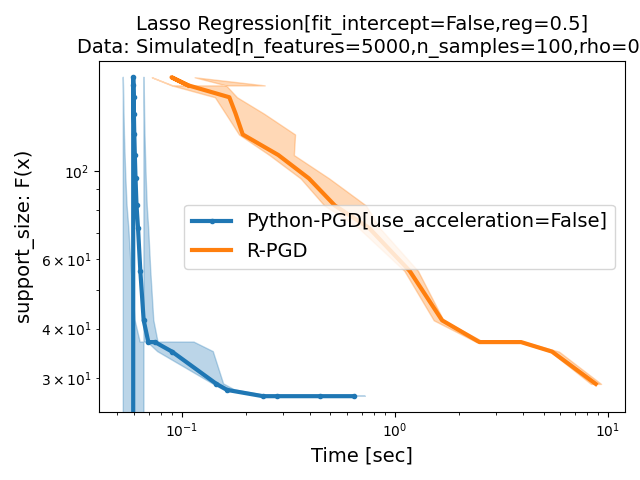 Lasso Regression[fit_intercept=False,reg=0.5]
Data: Simulated[n_features=5000,n_samples=100,rho=0
support_size: F(x)
10²
6 × 10¹
4 × 10¹
3 × 10¹
Python-PGD[use_acceleration=False]
R-PGD
10⁻¹
10⁰
10¹
Time [sec]